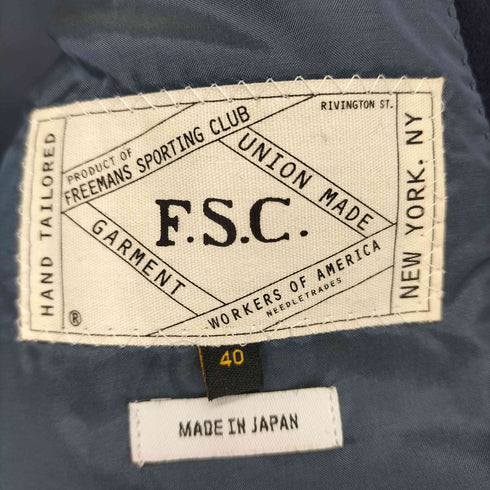 HAND TAILORED
PRODUCT OF
FREEMANS SPORTING CLUB
RIVINGTON ST.
UNION MADE
F.S.C.
GARMENT
WORKERS OF AMERICA
NEEDLETRADES
NEW YORK. NY
®
40
MADE IN JAPAN